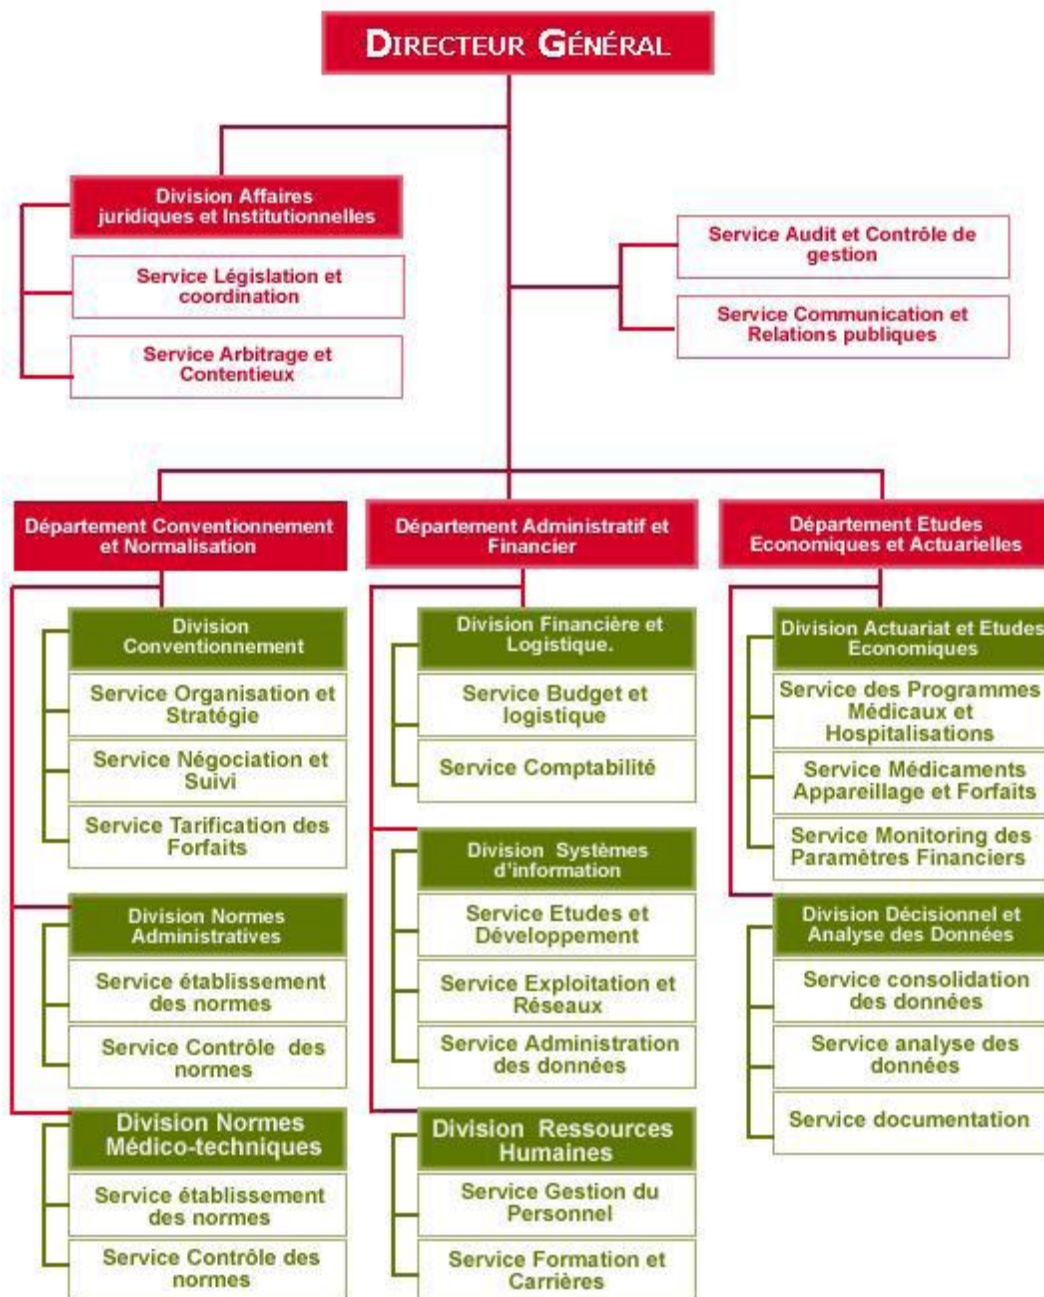 DIRECTEUR GÉNÉRAL
Division Affaires
juridiques et Institutionnelles
Service Législation et
coordination
Service Arbitrage et
Contentieux
Service Audit et Contrôle de
gestion
Service Communication et
Relations publiques
Département Conventionnement
et Normalisation
Division
Conventionnement
Service Organisation et
Stratégie
Service Négociation et
Suivi
Service Tarification des
Forfaits
Division Normes
Administratives
Service établissement
des normes
Service Contrôle des
normes
Division Normes
Médico-techniques
Service établissement
des normes
Service Contrôle des
normes
Département Administratif et
Financier
Division Financière et
Logistique.
Service Budget et
logistique
Service Comptabilité
Division Systèmes
d'information
Service Etudes et
Développement
Service Exploitation et
Réseaux
Service Administration
des données
Division Ressources
Humaines
Service Gestion du
Personnel
Service Formation et
Carrières
Département Etudes
Economiques et Actuarielles
Division Actuariat et Etudes
Economiques
Service des Programmes
Médicaux et
Hospitalisations
Service Médicaments
Appareillage et Forfaits
Service Monitoring des
Paramètres Financiers
Division Décisionnel et
Analyse des Données
Service consolidation
des données
Service analyse des
données
Service documentation